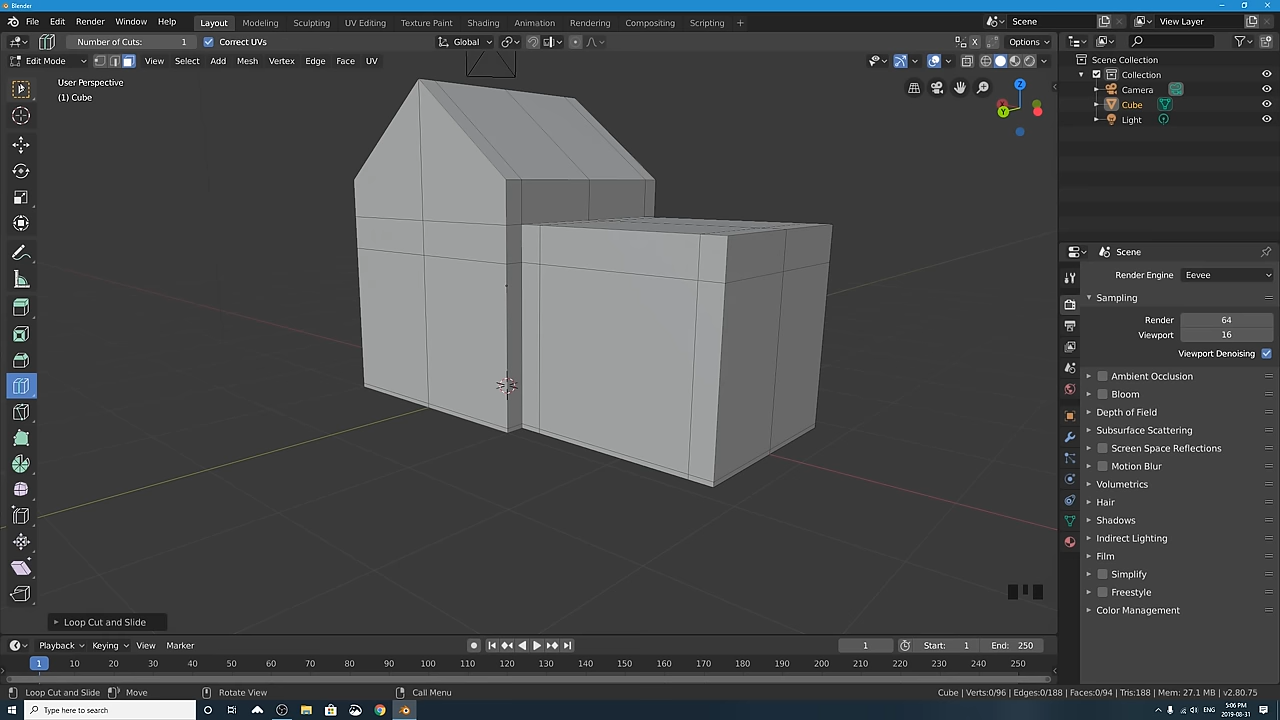 Blender
File Edit Render Window Help Layout Modeling Sculpting UV Editing Texture Paint Shading Animation Rendering Compositing Scripting + Scene View Layer
Number of Cuts: 1 Correct UVs Global X Options
Edit Mode View Select Add Mesh Vertex Edge Face UV
User Perspective
(1) Cube
Z
Y
Scene Collection
Collection
Camera
Cube
Light
Scene
Render Engine Eevee
Sampling
Render 64
Viewport 16
Viewport Denoising
Ambient Occlusion
Bloom
Depth of Field
Subsurface Scattering
Screen Space Reflections
Motion Blur
Volumetrics
Hair
Shadows
Indirect Lighting
Film
Simplify
Freestyle
Color Management
Loop Cut and Slide
Playback Keying View Marker 1 Start: 1 End: 250
1 10 20 30 40 50 60 70 80 90 100 110 120 130 140 150 160 170 180 190 200 210 220 230 240 250
Loop Cut and Slide Move Rotate View Call Menu Cube | Verts:0/96 | Edges:0/188 | Faces:0/94 | Tris:188 | Mem: 27.1 MB | v2.80.75
Type here to search ENG 5:06 PM
2019-08-31